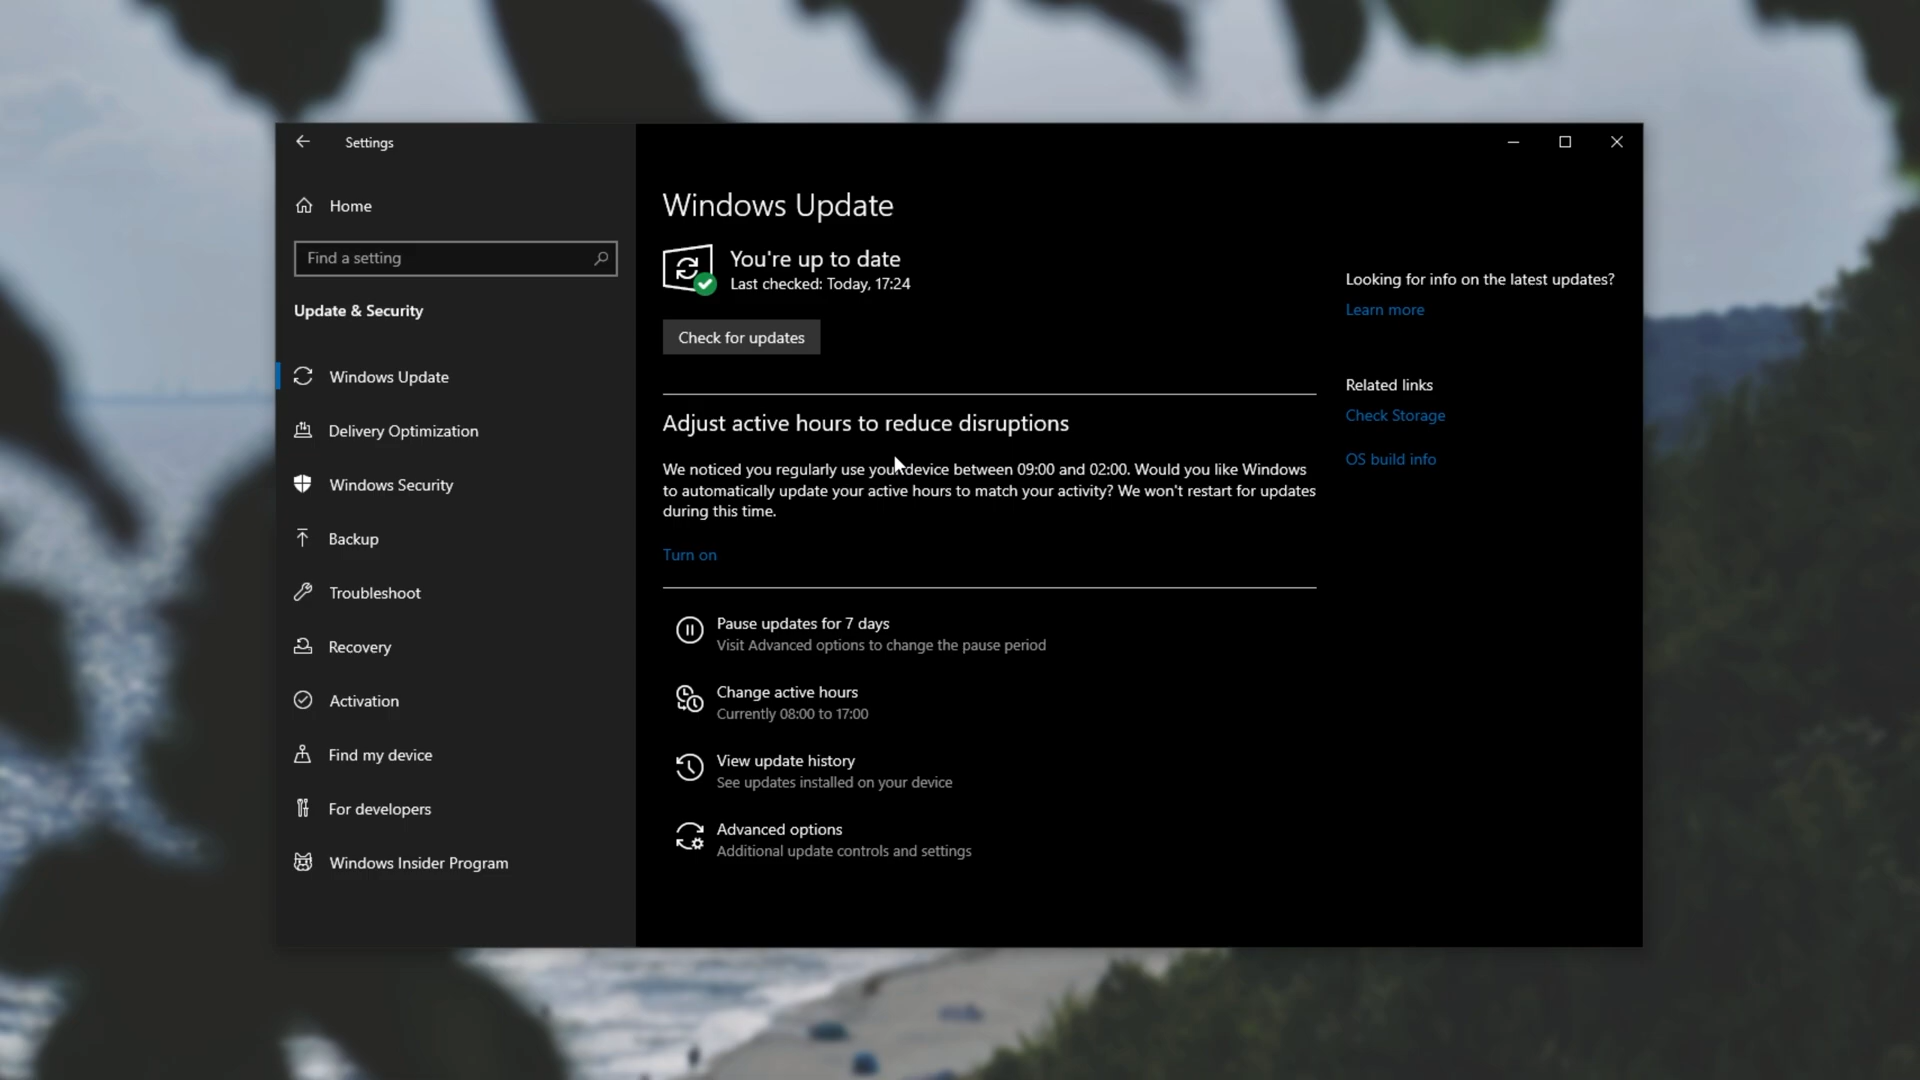 Settings
Home
Find a setting
Update & Security
Windows Update
Delivery Optimization
Windows Security
Backup
Troubleshoot
Recovery
Activation
Find my device
For developers
Windows Insider Program
Windows Update
You're up to date
Last checked: Today, 17:24
Check for updates
Adjust active hours to reduce disruptions
We noticed you regularly use your device between 09:00 and 02:00. Would you like Windows
to automatically update your active hours to match your activity? We won't restart for updates
during this time.
Turn on
Pause updates for 7 days
Visit Advanced options to change the pause period
Change active hours
Currently 08:00 to 17:00
View update history
See updates installed on your device
Advanced options
Additional update controls and settings
Looking for info on the latest updates?
Learn more
Related links
Check Storage
OS build info